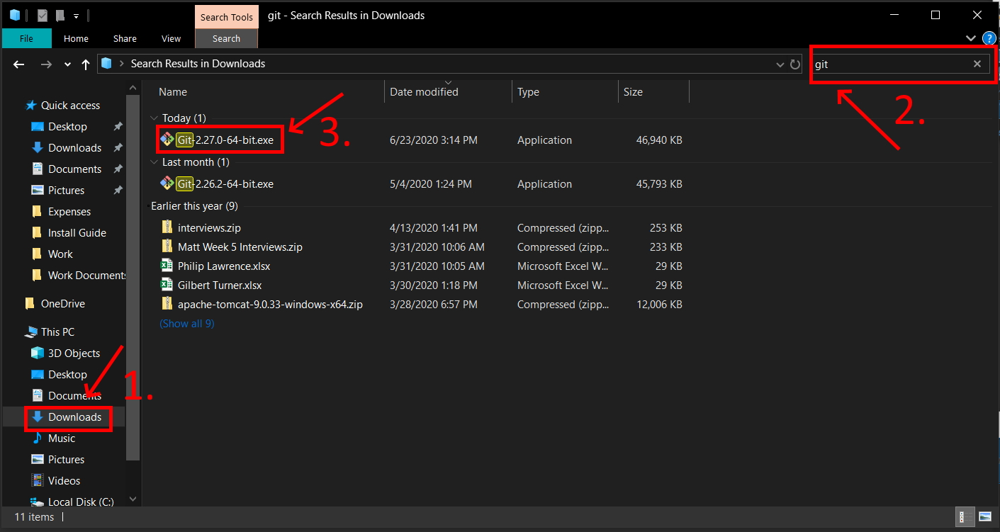 Search Tools
git - Search Results in Downloads
File Home Share View Search
?
Search Results in Downloads
git
2.
Name Date modified Type Size
Quick access
Desktop
Downloads
Documents
Pictures
Expenses
Install Guide
Work
Work Documents
OneDrive
This PC
3D Objects
Desktop
Documents
Downloads
Music
Pictures
Videos
Local Disk (C:)
1.
Today (1)
Git-2.27.0-64-bit.exe 6/23/2020 3:14 PM Application 46,940 KB
3.
Last month (1)
Git-2.26.2-64-bit.exe 5/4/2020 1:24 PM Application 45,793 KB
Earlier this year (9)
interviews.zip 4/13/2020 1:41 PM Compressed (zipp... 253 KB
Matt Week 5 Interviews.zip 3/31/2020 10:06 AM Compressed (zipp... 233 KB
Philip Lawrence.xlsx 3/31/2020 10:05 AM Microsoft Excel W... 29 KB
Gilbert Turner.xlsx 3/30/2020 1:18 PM Microsoft Excel W... 29 KB
apache-tomcat-9.0.33-windows-x64.zip 3/28/2020 6:57 PM Compressed (zipp... 12,006 KB
(Show all 9)
11 items